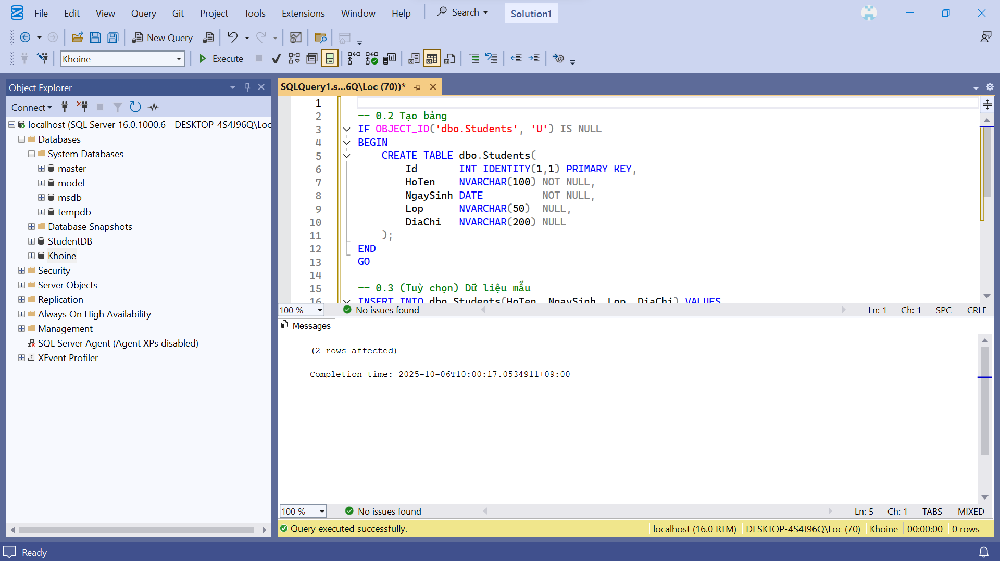 File Edit View Query Git Project Tools Extensions Window Help Search Solution1
New Query
Khoine Execute
Object Explorer
Connect
localhost (SQL Server 16.0.1000.6 - DESKTOP-4S4J96Q\Loc
Databases
System Databases
master
model
msdb
tempdb
Database Snapshots
StudentDB
Khoine
Security
Server Objects
Replication
Always On High Availability
Management
SQL Server Agent (Agent XPs disabled)
XEvent Profiler
SQLQuery1.s...6Q\Loc (70))*
1
2 -- 0.2 Tạo bảng
3 IF OBJECT_ID('dbo.Students', 'U') IS NULL
4 BEGIN
5 CREATE TABLE dbo.Students(
6 Id INT IDENTITY(1,1) PRIMARY KEY,
7 HoTen NVARCHAR(100) NOT NULL,
8 NgaySinh DATE NOT NULL,
9 Lop NVARCHAR(50) NULL,
10 DiaChi NVARCHAR(200) NULL
11 );
12 END
13 GO
14
15 -- 0.3 (Tuỳ chọn) Dữ liệu mẫu
16 INSERT INTO dbo.Students(HoTen, NgaySinh, Lop, DiaChi) VALUES
100 % No issues found Ln: 1 Ch: 1 SPC CRLF
Messages
(2 rows affected)
Completion time: 2025-10-06T10:00:17.0534911+09:00
100 % No issues found Ln: 5 Ch: 1 TABS MIXED
Query executed successfully. localhost (16.0 RTM) DESKTOP-4S4J96Q\Loc (70) Khoine 00:00:00 0 rows
Ready